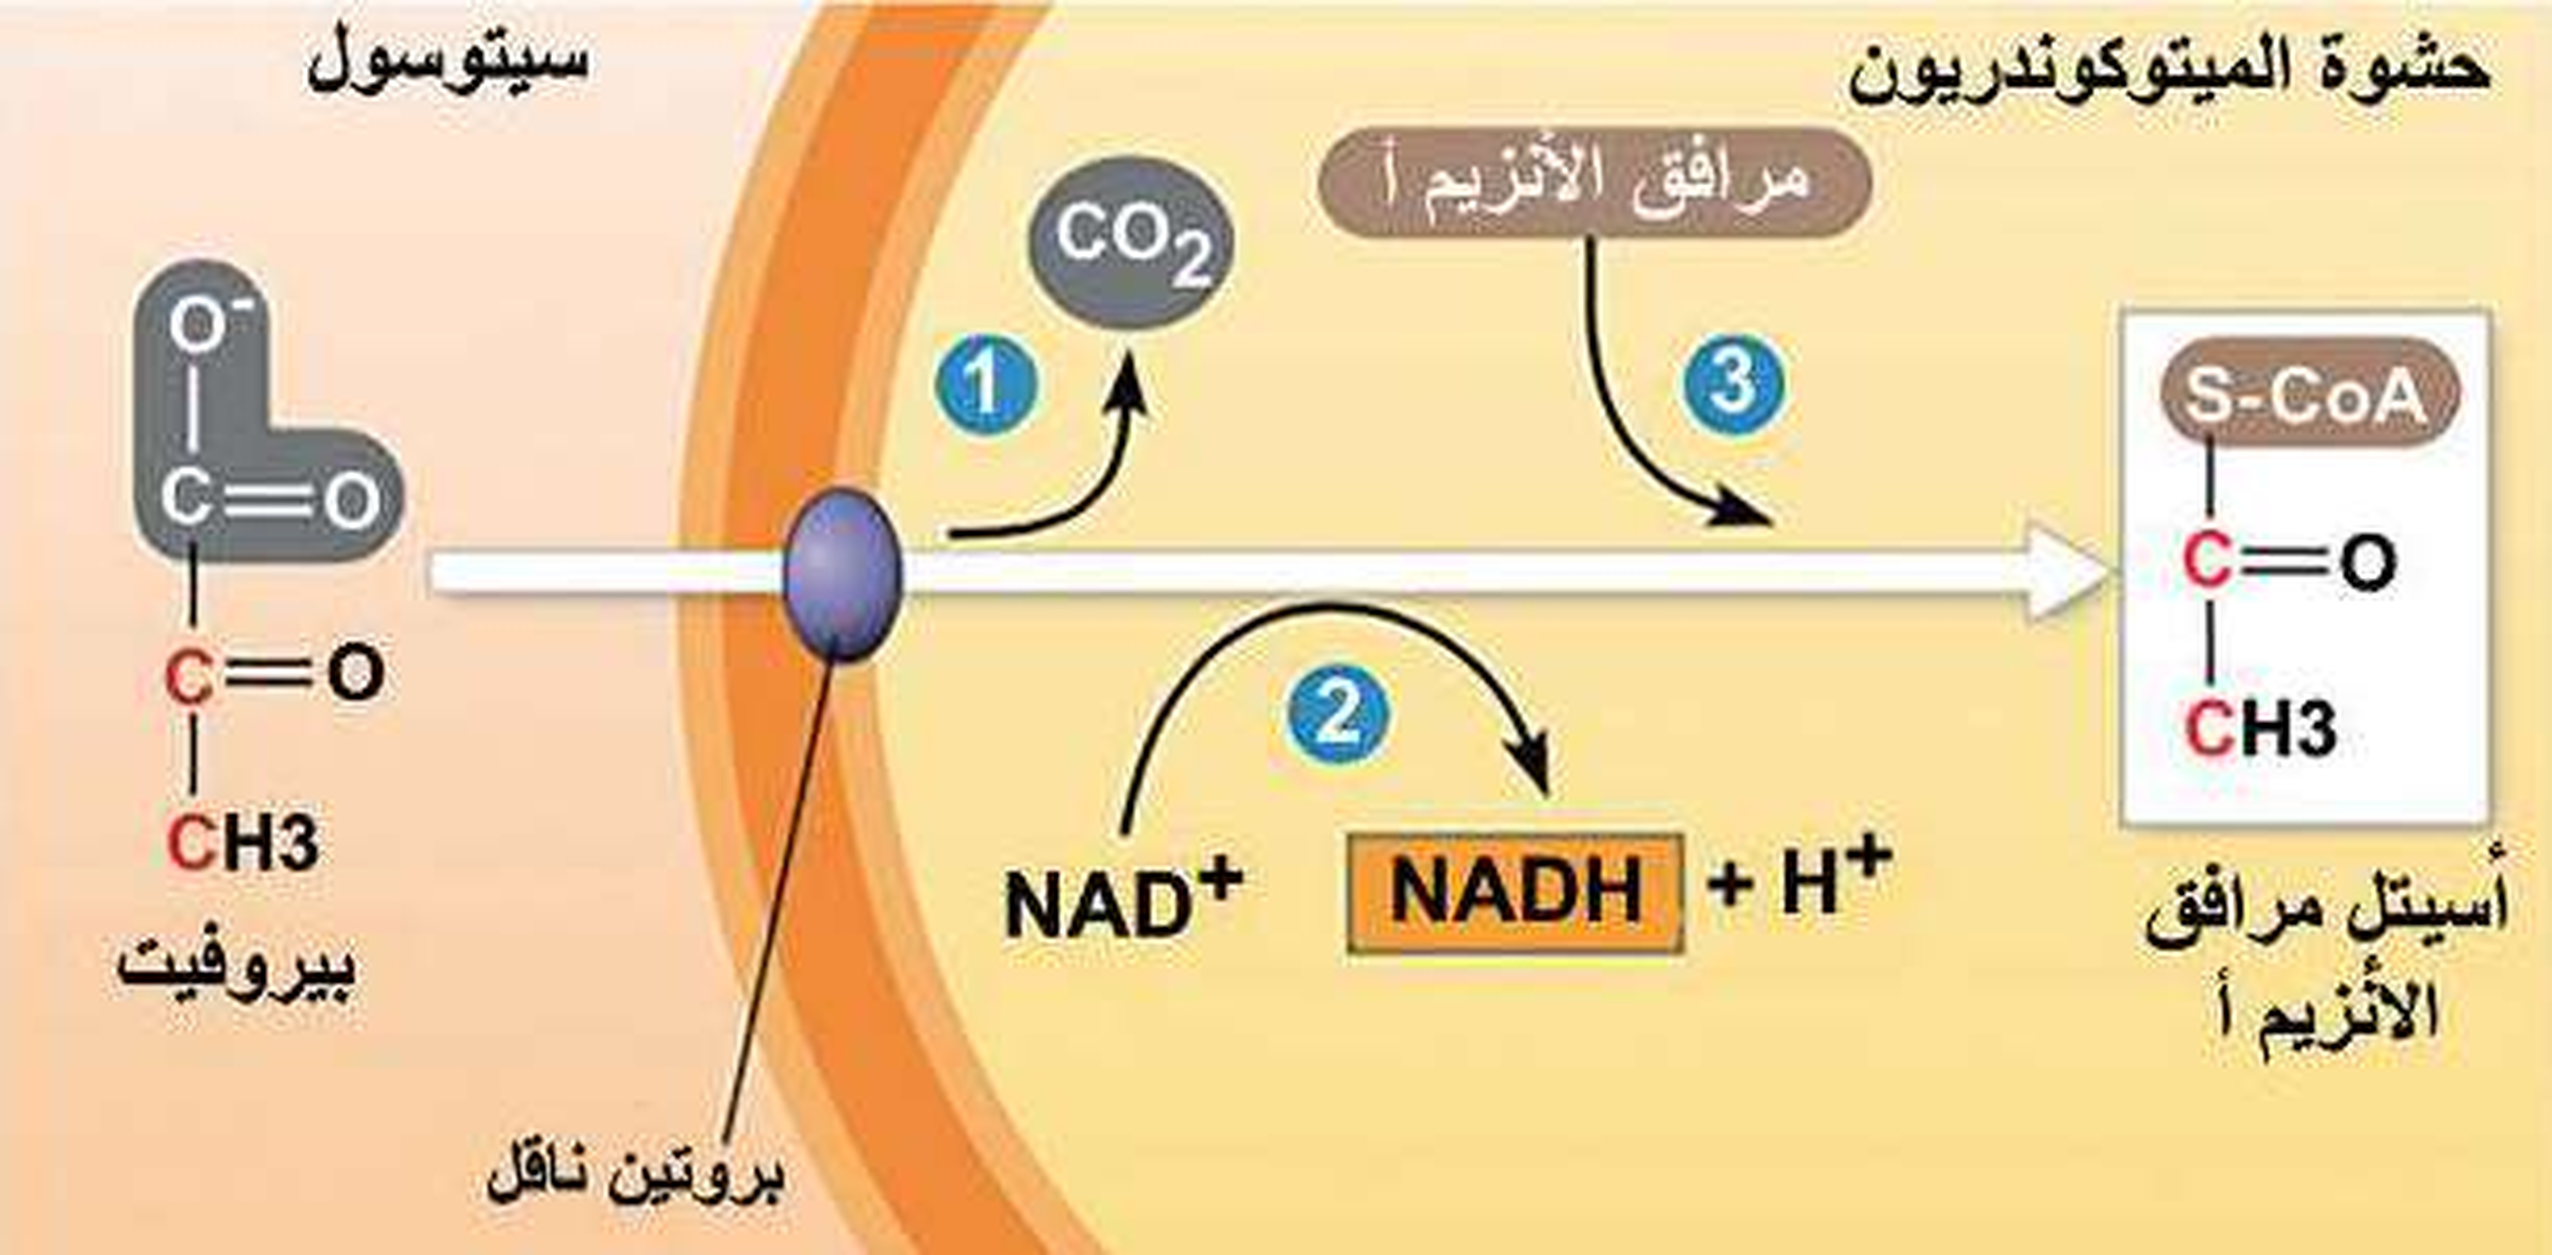 سيتوسول
حشوة الميتوكوندريون
مرافق الأنزيم أ
CO2
1
3
O-
C=O
C=O
CH3
بيروفيت
S-CoA
C=O
CH3
2
NAD+
NADH + H+
أسيتل مرافق
الأنزيم أ
بروتين ناقل